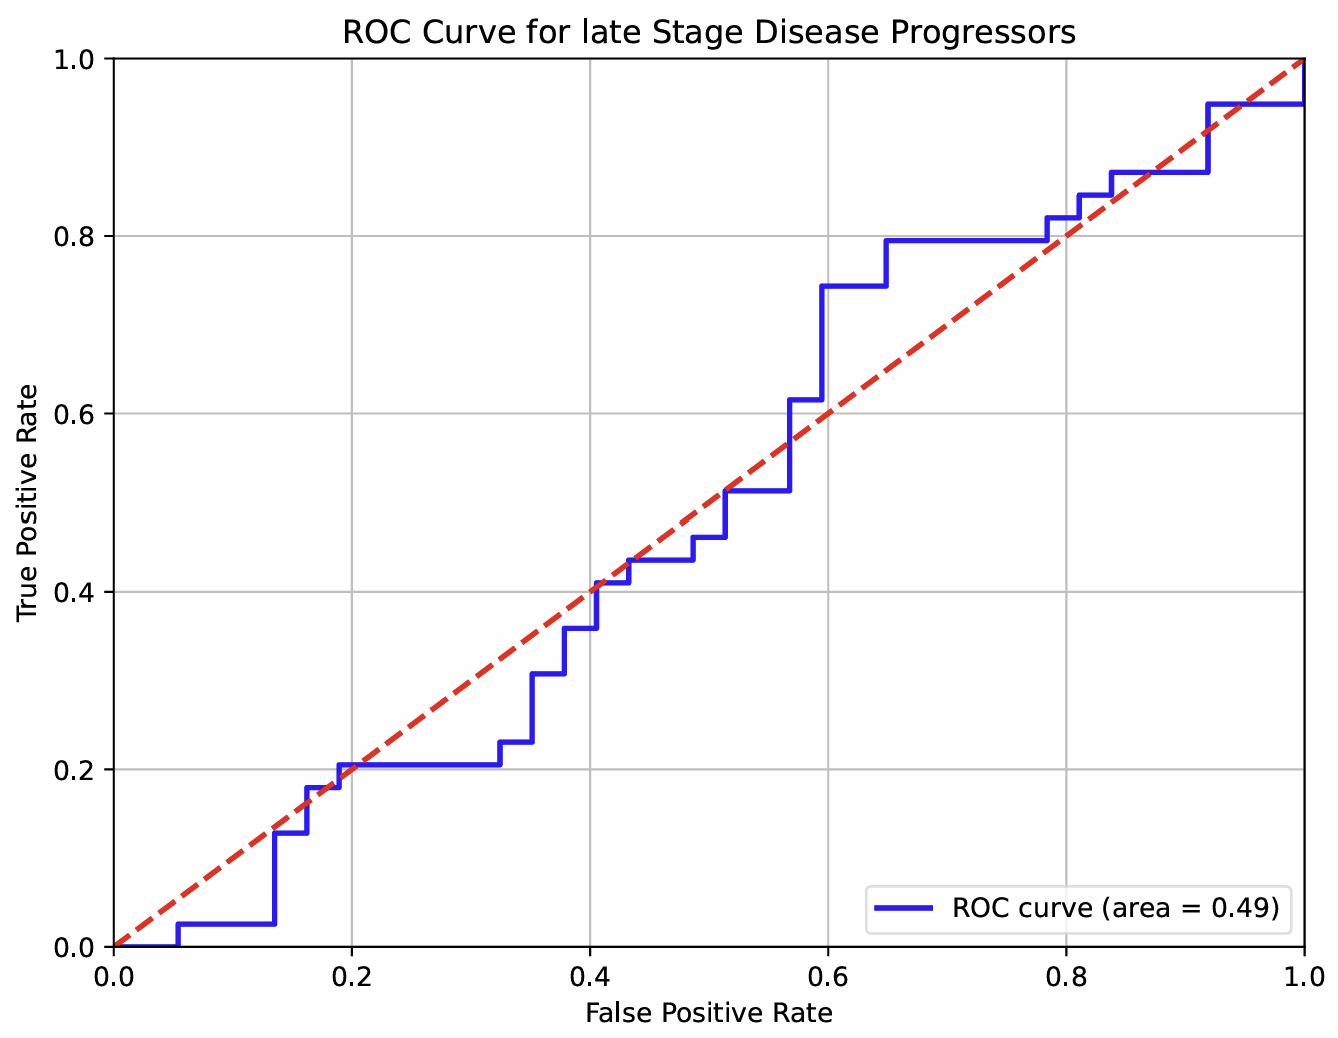 ROC Curve for late Stage Disease Progressors
1.0
0.8
0.6
0.4
0.2
0.0
True Positive Rate
ROC curve (area = 0.49)
0.0 0.2 0.4 0.6 0.8 1.0
False Positive Rate